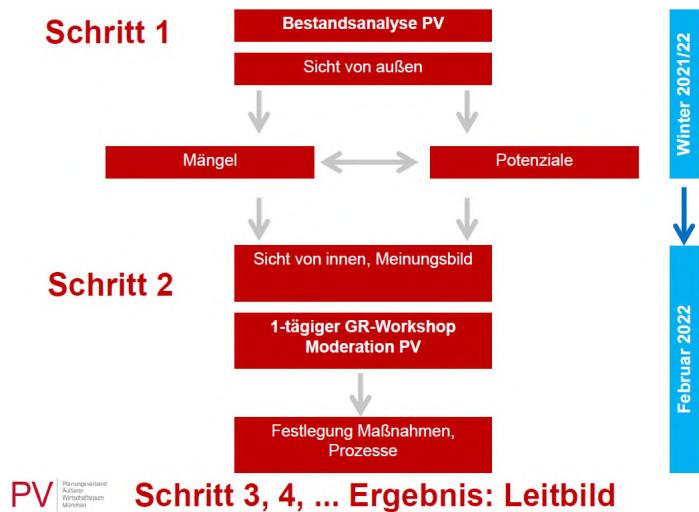 Schritt 1
Bestandsanalyse PV
Sicht von außen
Winter 2021/22
Mängel
Potenziale
Schritt 2
Sicht von innen, Meinungsbild
1-tägiger GR-Workshop
Moderation PV
Februar 2022
Festlegung Maßnahmen,
Prozesse
PV
Planungsverband
Äußerer
Wirtschaftsraum
München
Schritt 3, 4, ... Ergebnis: Leitbild